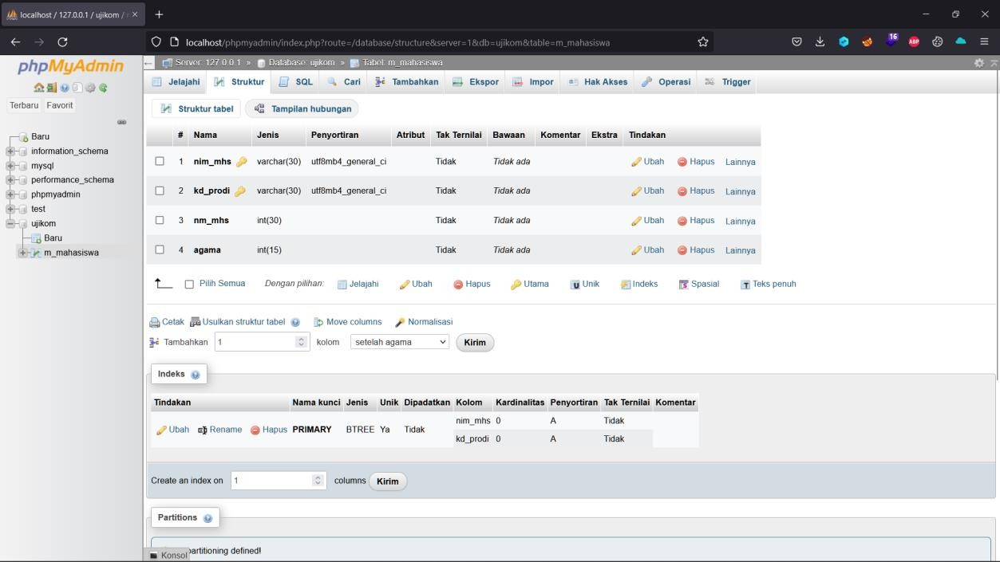 localhost / 127.0.0.1 / ujikom /
localhost/phpmyadmin/index.php?route=/database/structure&server=1&db=ujikom&table=m_mahasiswa
16
ABP
phpMyAdmin
Server: 127.0.0.1 » Database: ujikom » Tabel: m_mahasiswa
Jelajahi Struktur SQL Cari Tambahkan Ekspor Impor Hak Akses Operasi Trigger
Terbaru Favorit
Baru
information_schema
mysql
performance_schema
phpmyadmin
test
ujikom
Baru
m_mahasiswa
Struktur tabel Tampilan hubungan
# Nama Jenis Penyortiran Atribut Tak Ternilai Bawaan Komentar Ekstra Tindakan
1 nim_mhs varchar(30) utf8mb4_general_ci Tidak Tidak ada Ubah Hapus Lainnya
2 kd_prodi varchar(30) utf8mb4_general_ci Tidak Tidak ada Ubah Hapus Lainnya
3 nm_mhs int(30) Tidak Tidak ada Ubah Hapus Lainnya
4 agama int(15) Tidak Tidak ada Ubah Hapus Lainnya
Pilih Semua Dengan pilihan: Jelajahi Ubah Hapus Utama Unik Indeks Spasial Teks penuh
Cetak Usulkan struktur tabel Move columns Normalisasi
Tambahkan 1 kolom setelah agama Kirim
Indeks
Tindakan Nama kunci Jenis Unik Dipadatkan Kolom Kardinalitas Penyortiran Tak Ternilai Komentar
Ubah Rename Hapus PRIMARY BTREE Ya Tidak nim_mhs 0 A Tidak
kd_prodi 0 A Tidak
Create an index on 1 columns Kirim
Partitions
partitioning defined!
Konsol